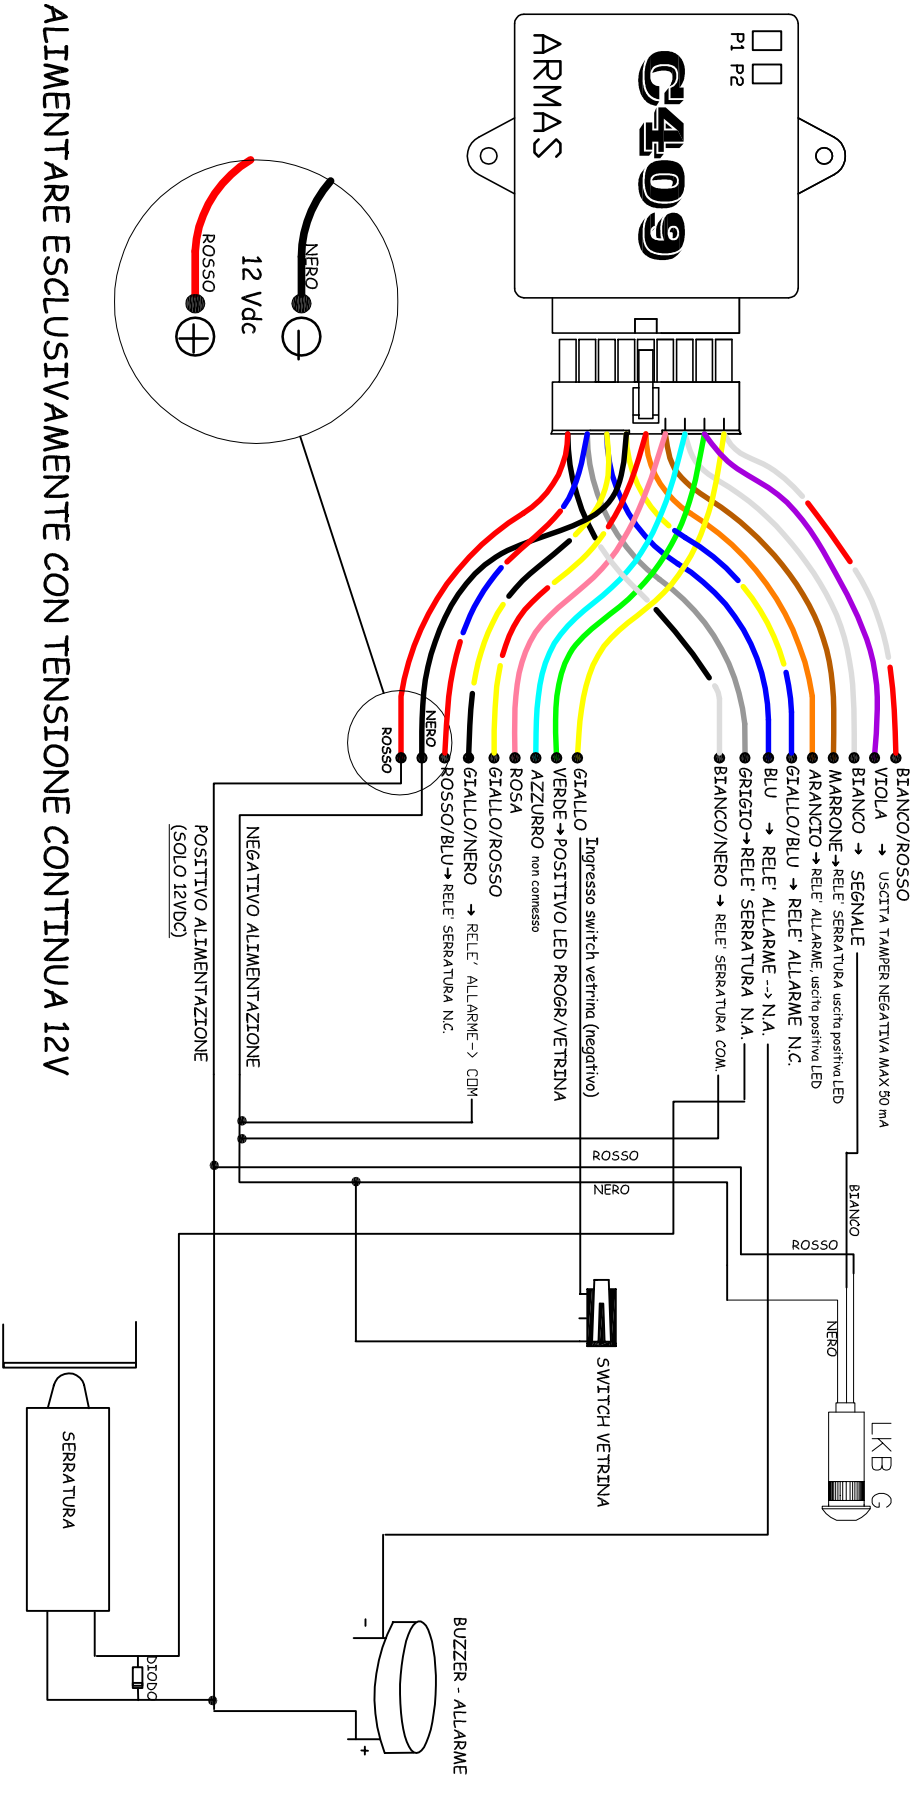 P1 P2
C409
ARMAS
NERO
12 Vdc
ROSSO
ALIMENTARE ESCLUSIVAMENTE CON TENSIONE CONTINUA 12V
BIANCO/ROSSO
VIOLA → USCITA TAMPER NEGATIVA MAX 50 mA
BIANCO → SEGNALE
MARRONE→RELE' SERRATURA uscita positiva LED
ARANCIO→RELE' ALLARME, uscita positiva LED
GIALLO/BLU → RELE' ALLARME N.C.
BLU → RELE' ALLARME --> N.A.
GRIGIO→RELE' SERRATURA N.A.
BIANCO/NERO → RELE' SERRATURA COM.
Ingresso switch vetrina (negativo)
GIALLO
VERDE→POSITIVO LED PROGR/VETRINA
AZZURRO non connesso
ROSA
GIALLO/ROSSO
GIALLO/NERO → RELE' ALLARME-> COM
ROSSO/BLU→ RELE' SERRATURA N.C.
NERO
ROSSO
NEGATIVO ALIMENTAZIONE
POSITIVO ALIMENTAZIONE
(SOLO 12VDC)
BIANCO
ROSSO
NERO
ROSSO
NERO
LKB G
SWITCH VETRINA
SERRATURA
DIODO
BUZZER - ALLARME
- +